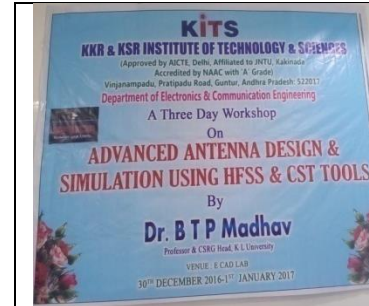 KITS
KKR & KSR INSTITUTE OF TECHNOLOGY & SCIENCES
(Approved by AICTE, Delhi, Affiliated to JNTU, Kakinada
Accredited by NAAC with 'A' Grade)
Vinjanampadu, Pratipadu Road, Guntur, Andhra Pradesh: 522017
Department of Electronics & Communication Engineering
A Three Day Workshop
On
ADVANCED ANTENNA DESIGN &
SIMULATION USING HFSS & CST TOOLS
By
Dr. B T P Madhav
Professor & CSRG Head, K L University
VENUE : E CAD LAB
30TH DECEMBER 2016-1ST JANUARY 2017